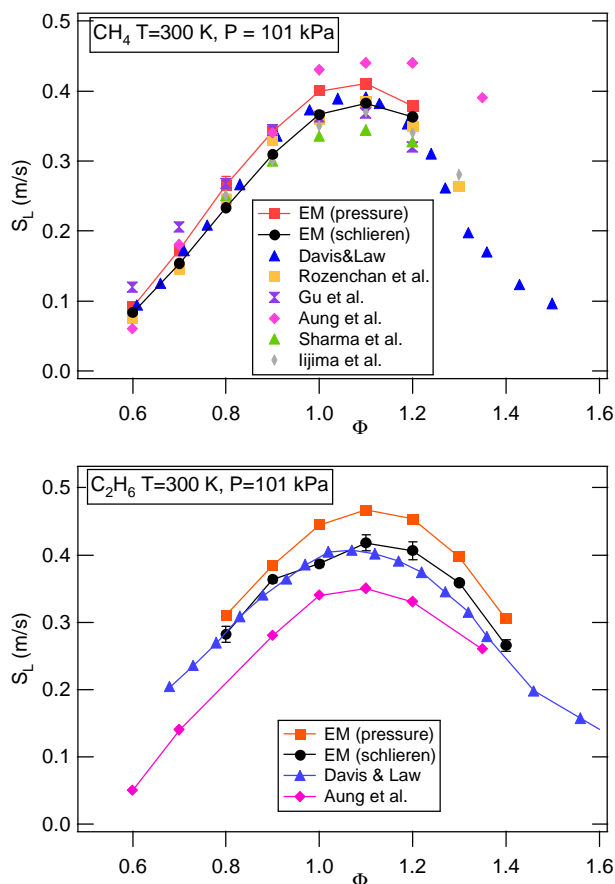 CH₄ T=300 K, P = 101 kPa
0.5
0.4
0.3
0.2
0.1
0.0
S_L (m/s)
EM (pressure)
EM (schlieren)
Davis&Law
Rozenchan et al.
Gu et al.
Aung et al.
Sharma et al.
Iijima et al.
0.6 0.8 1.0 1.2 1.4 1.6
Φ
C₂H₆ T=300 K, P=101 kPa
0.5
0.4
0.3
0.2
0.1
0.0
S_L (m/s)
EM (pressure)
EM (schlieren)
Davis & Law
Aung et al.
0.6 0.8 1.0 1.2 1.4 1.6
Φ